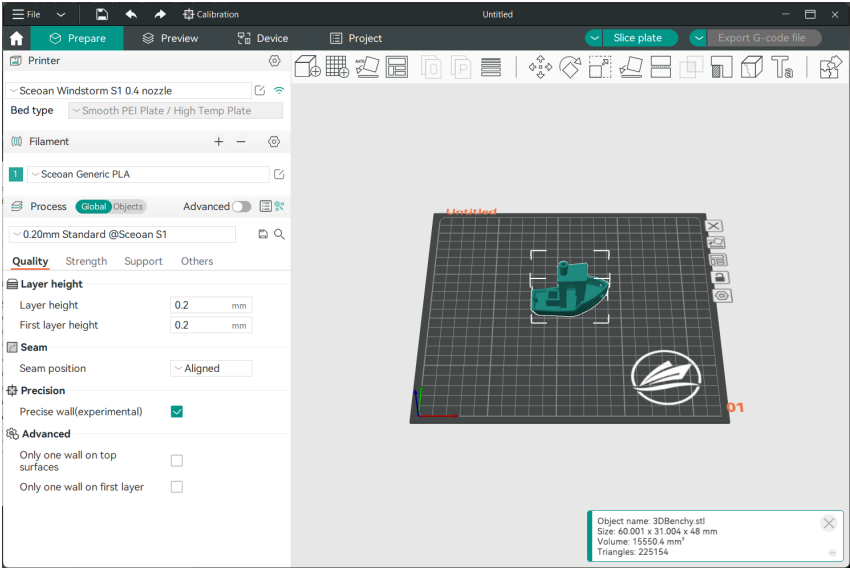 File
Calibration
Untitled
Prepare
Preview
Device
Project
Slice plate
Export G-code file
Printer
Sceoan Windstorm S1 0.4 nozzle
Bed type
Smooth PEI Plate / High Temp Plate
Filament
1
Sceoan Generic PLA
Process
Global
Objects
Advanced
0.20mm Standard @Sceoan S1
Quality
Strength
Support
Others
Layer height
Layer height
0.2 mm
First layer height
0.2 mm
Seam
Seam position
Aligned
Precision
Precise wall(experimental)
Advanced
Only one wall on top
surfaces
Only one wall on first layer
AUTO
O
P
Ta
Untitled
01
Object name: 3DBenchy.stl
Size: 60.001 x 31.004 x 48 mm
Volume: 15550.4 mm³
Triangles: 225154